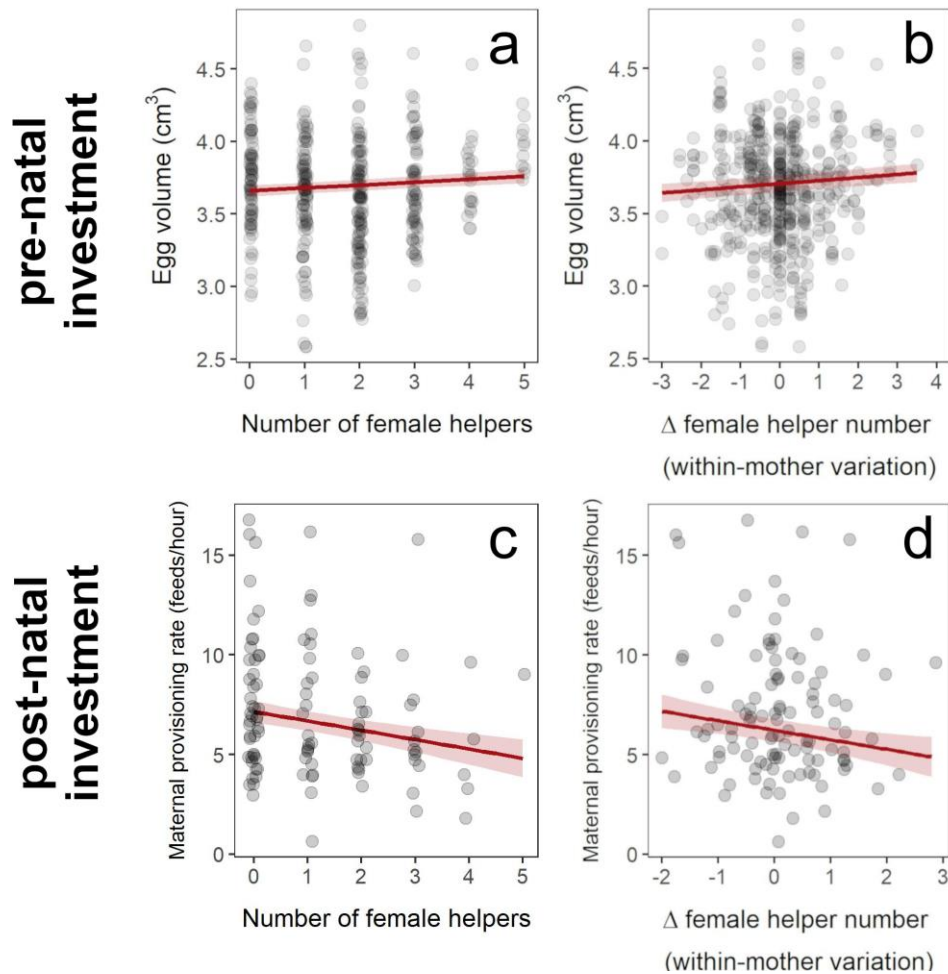 pre-natal
investment
a
Egg volume (cm³)
4.5
4.0
3.5
3.0
2.5
0 1 2 3 4 5
Number of female helpers
b
Egg volume (cm³)
4.5
4.0
3.5
3.0
2.5
-3 -2 -1 0 1 2 3 4
Δ female helper number
(within-mother variation)
post-natal
investment
c
Maternal provisioning rate (feeds/hour)
15
10
5
0
0 1 2 3 4 5
Number of female helpers
d
Maternal provisioning rate (feeds/hour)
15
10
5
0
-2 -1 0 1 2 3
Δ female helper number
(within-mother variation)